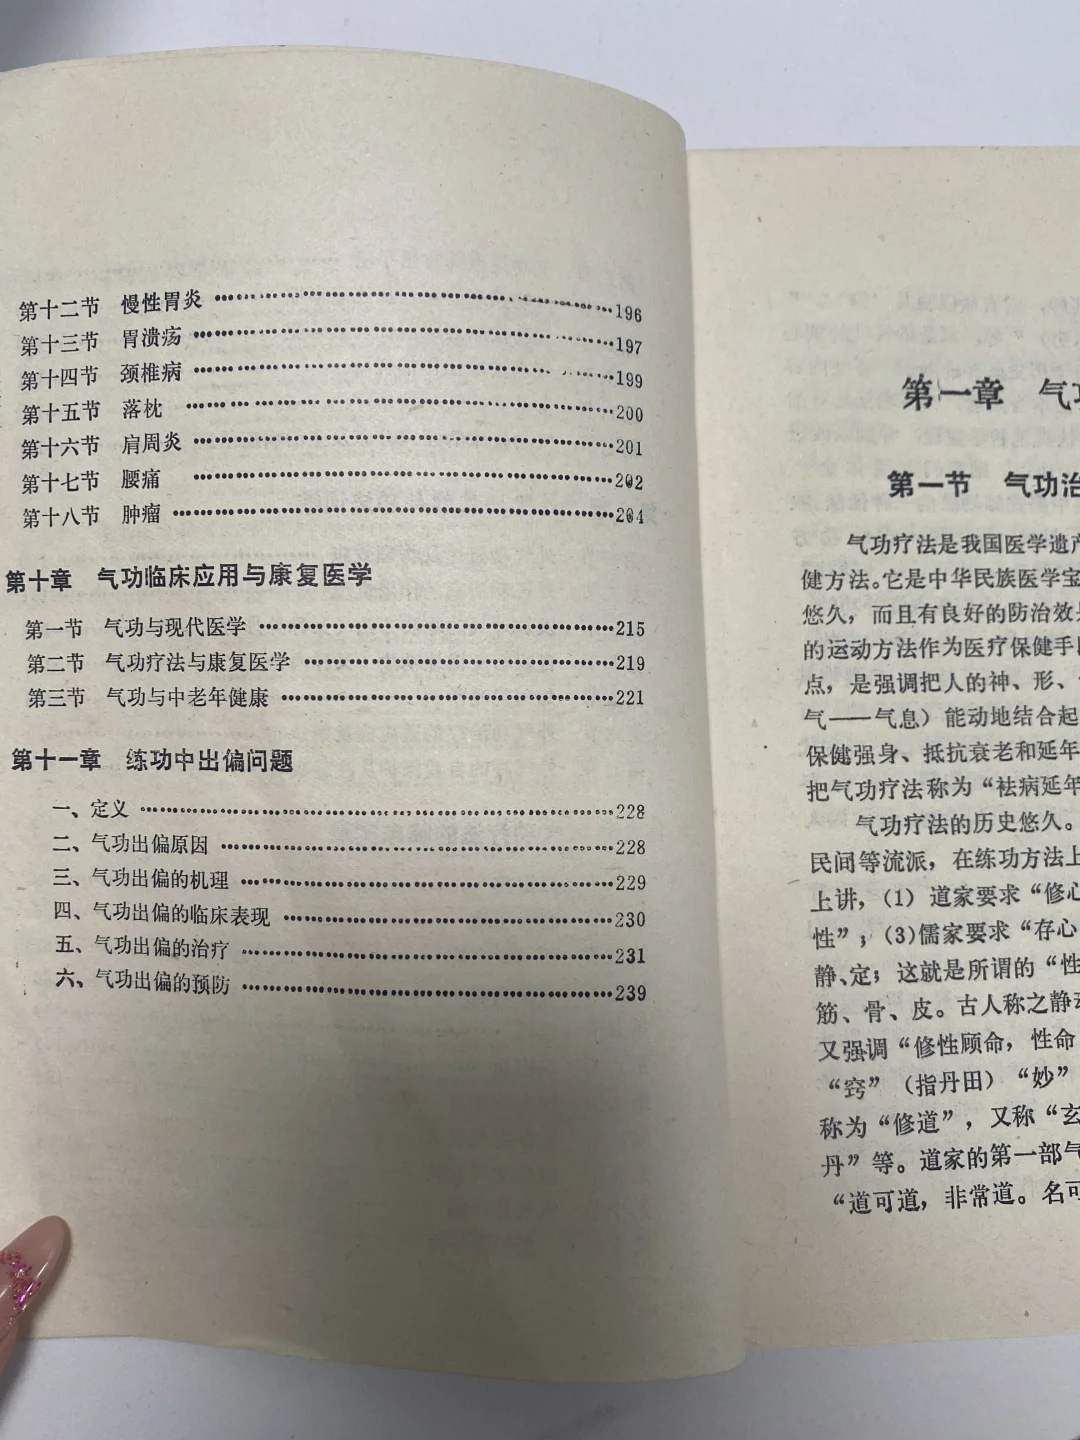 第十二节 慢性胃炎 ……196
第十三节 胃溃疡 ……197
第十四节 颈椎病 ……199
第十五节 落枕 ……200
第十六节 肩周炎 ……201
第十七节 腰痛 ……202
第十八节 肿瘤 ……204
第十章 气功临床应用与康复医学
第一节 气功与现代医学 ……215
第二节 气功疗法与康复医学 ……219
第三节 气功与中老年健康 ……221
第十一章 练功中出偏问题
一、定义 ……228
二、气功出偏原因 ……228
三、气功出偏的机理 ……229
四、气功出偏的临床表现 ……230
五、气功出偏的治疗 ……231
六、气功出偏的预防 ……239
第一章 气
第一节 气功治
气功疗法是我国医学遗产
健方法。它是中华民族医学宝
悠久，而且有良好的防治效
的运动方法作为医疗保健手
点，是强调把人的神、形、
气——气息）能动地结合起
保健强身、抵抗衰老和延年
把气功疗法称为“祛病延年
气功疗法的历史悠久。
民间等流派，在练功方法上
上讲，(1) 道家要求“修心
性”；(3)儒家要求“存心
静、定；这就是所谓的“性
筋、骨、皮。古人称之静
又强调“修性顾命，性命
“窍”（指丹田）“妙”
称为“修道”，又称“玄
丹”等。道家的第一部气
“道可道，非常道。名可